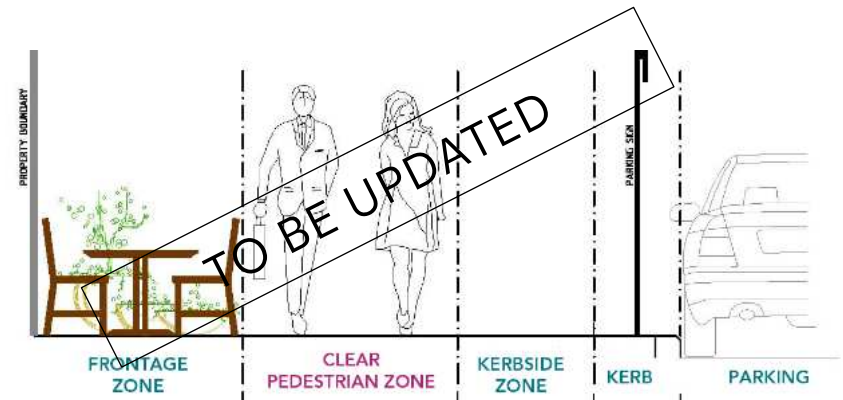 PROPERTY BOUNDARY
TO BE UPDATED
PARKING SIGN
FRONTAGE
ZONE
CLEAR
PEDESTRIAN ZONE
KERBSIDE
ZONE
KERB
PARKING